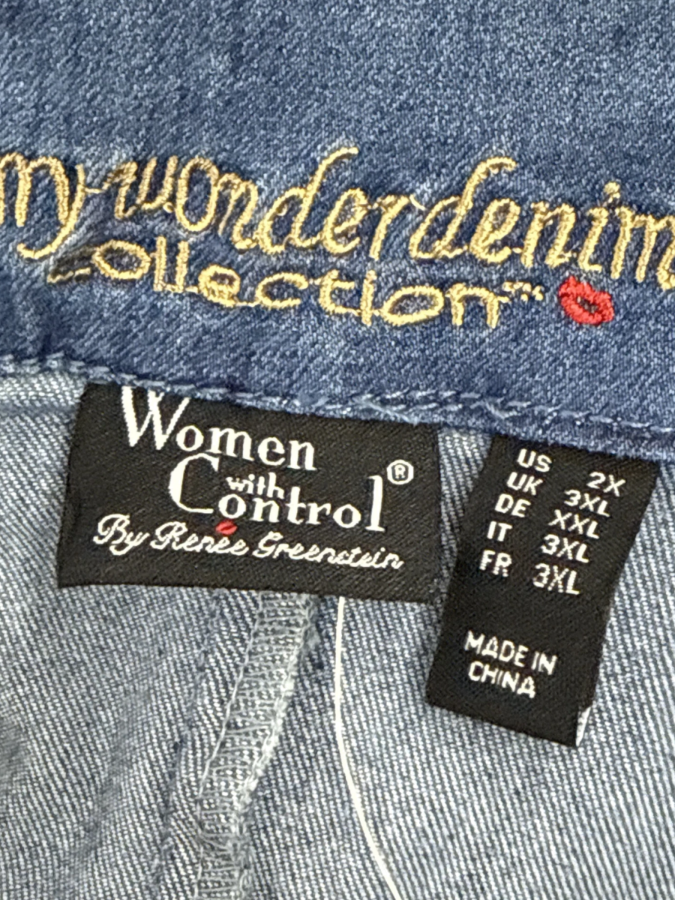 my wonderdenim
collection™
Women
with
Control®
By Renée Greenstein
US 2X
UK 3XL
DE XXL
IT 3XL
FR 3XL
MADE IN
CHINA